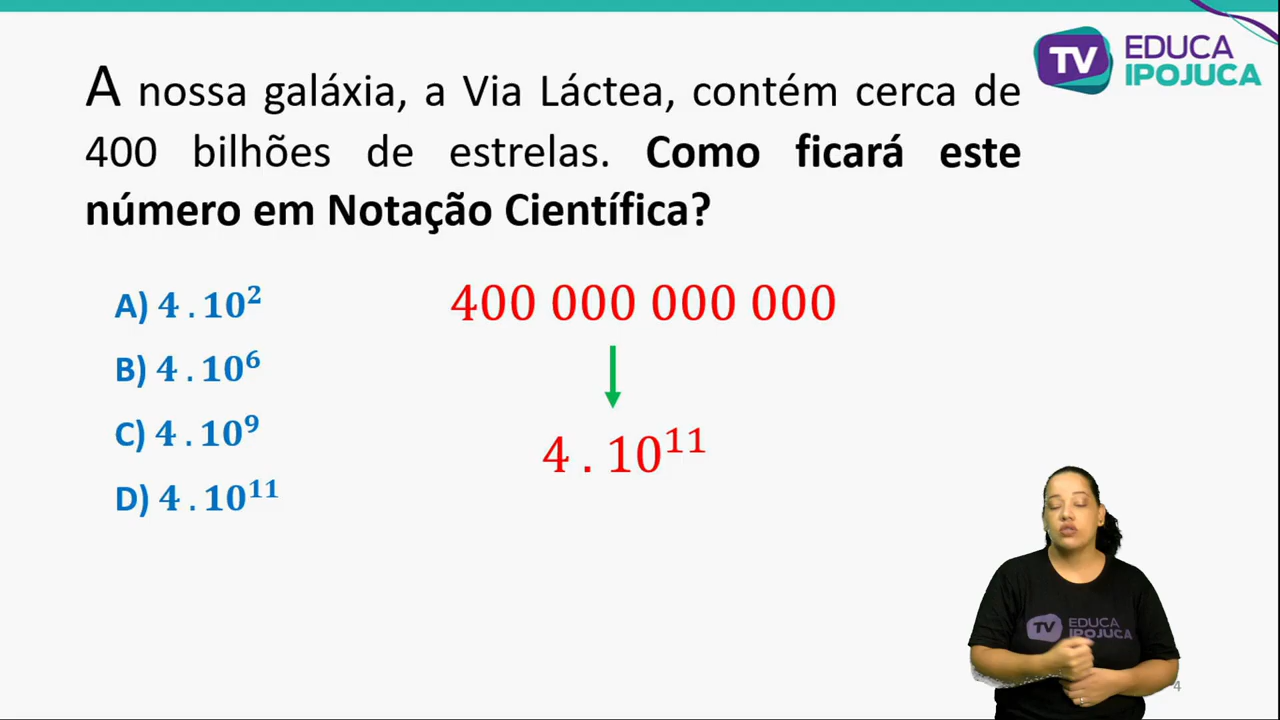 TV EDUCA
IPOJUCA
A nossa galáxia, a Via Láctea, contém cerca de
400 bilhões de estrelas. Como ficará este
número em Notação Científica?
A) 4 . 10²
400 000 000 000
B) 4 . 10⁶
C) 4 . 10⁹
4 . 10¹¹
D) 4 . 10¹¹
TV EDUCA
IPOJUCA
4